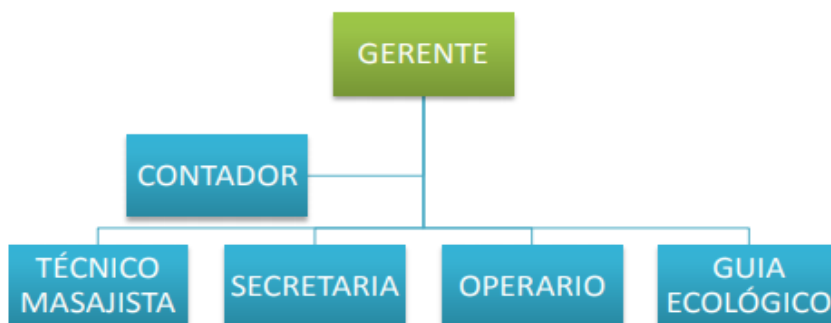 GERENTE
CONTADOR
TÉCNICO
MASAJISTA
SECRETARIA
OPERARIO
GUIA
ECOLÓGICO